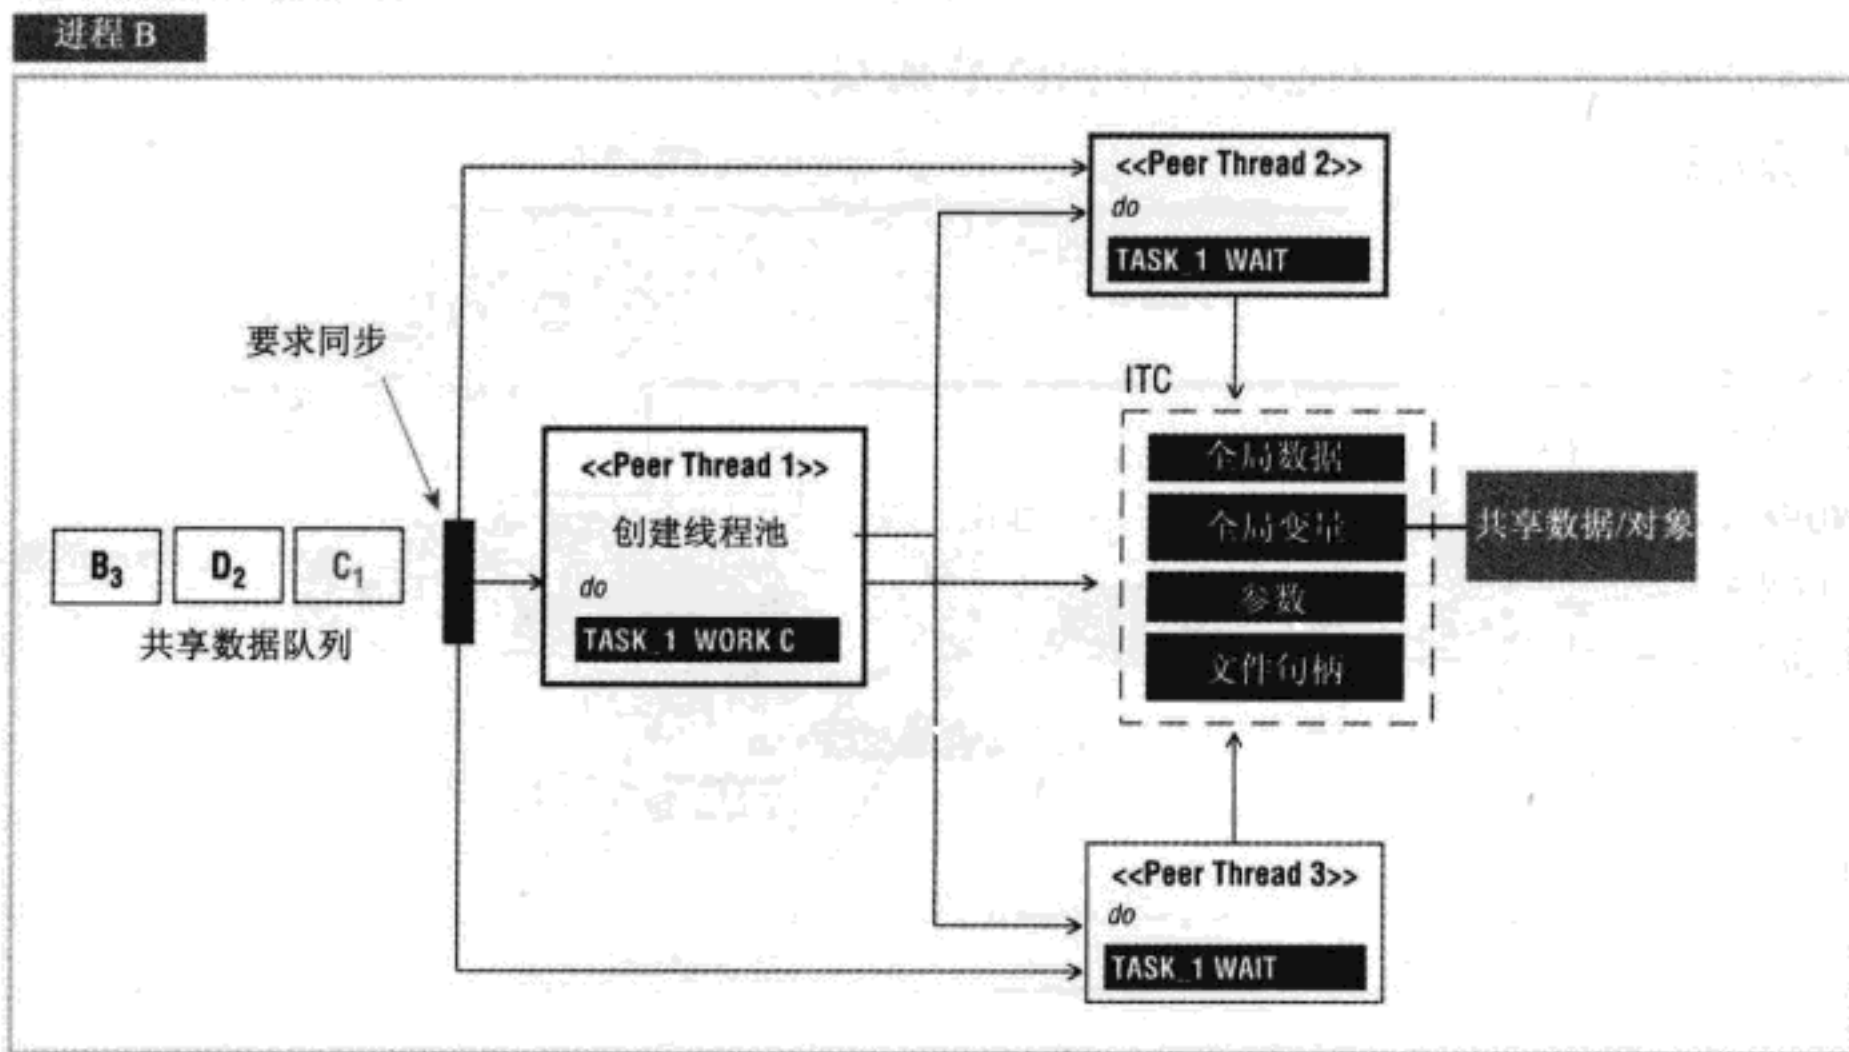 进程 B
<<Peer Thread 2>>
do
TASK_1 WAIT
要求同步
ITC
<<Peer Thread 1>>
创建线程池
do
TASK_1 WORK C
全局数据
全局变量
参数
文件句柄
共享数据/对象
B3
D2
C1
共享数据队列
<<Peer Thread 3>>
do
TASK_1 WAIT